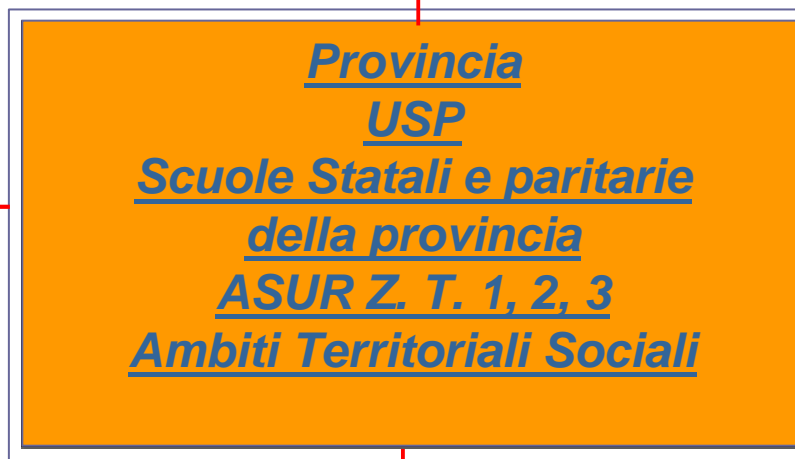 Provincia
USP
Scuole Statali e paritarie
della provincia
ASUR Z. T. 1, 2, 3
Ambiti Territoriali Sociali